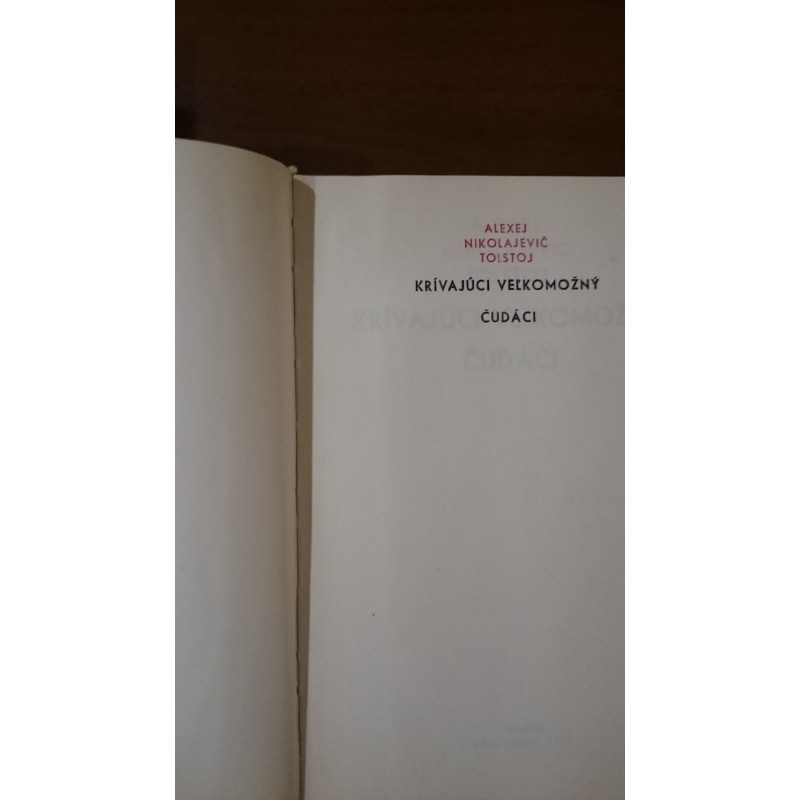 ALEXEJ
NIKOLAJEVIČ
TOLSTOJ
KRÍVAJÚCI VEĽKOMOŽNÝ
ČUDÁCI